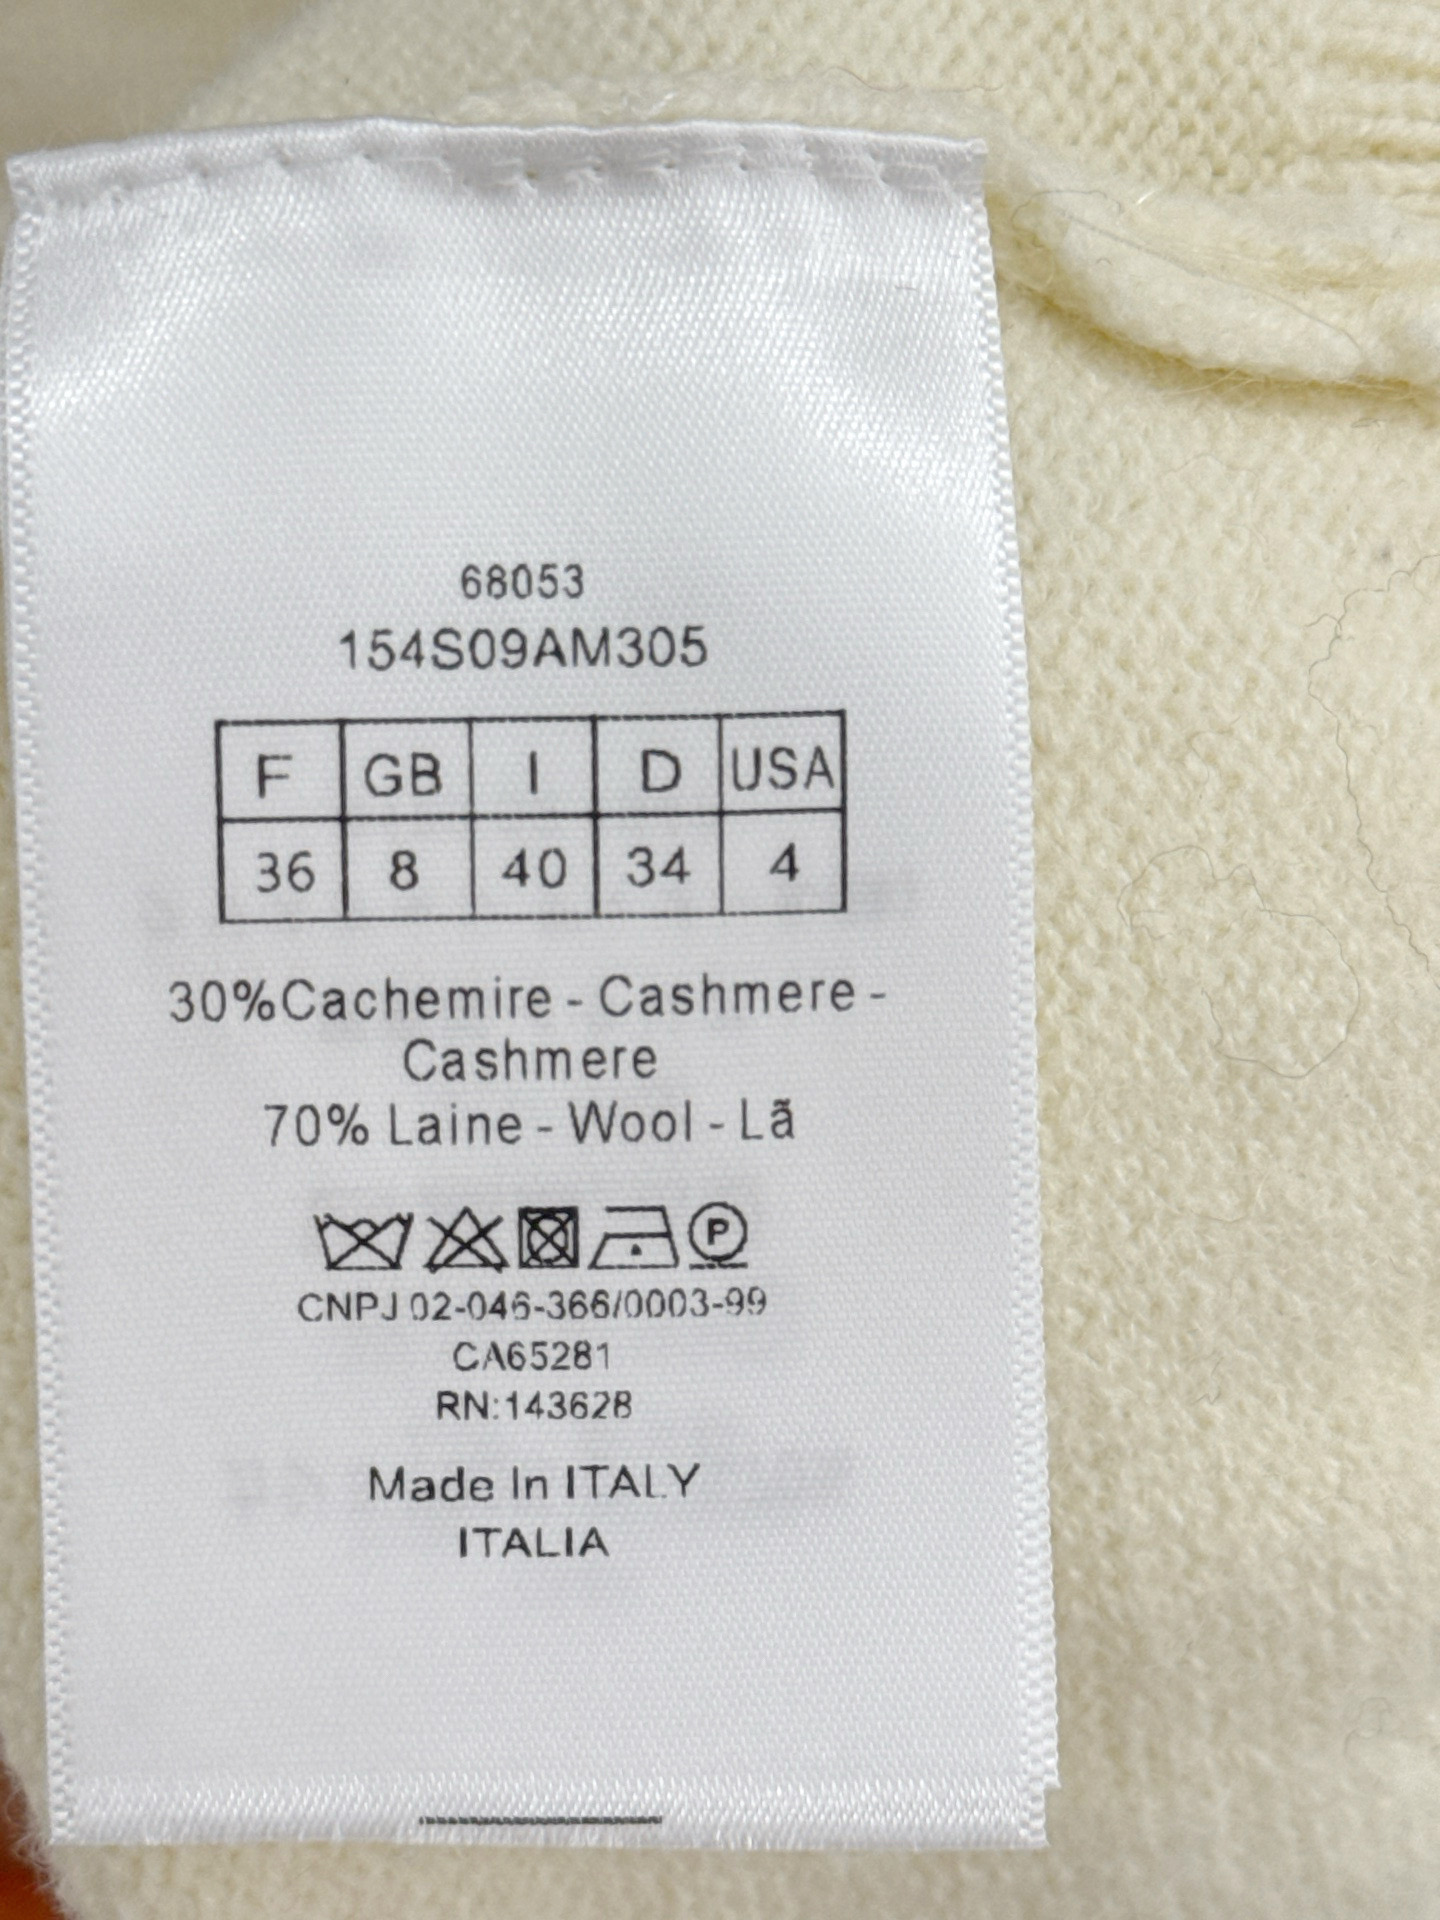 68053
154S09AM305
F GB I D USA
36 8 40 34 4
30%Cachemire - Cashmere -
Cashmere
70% Laine - Wool - Lã
P
CNPJ 02-046-366/0003-99
CA65281
RN:143628
Made In ITALY
ITALIA